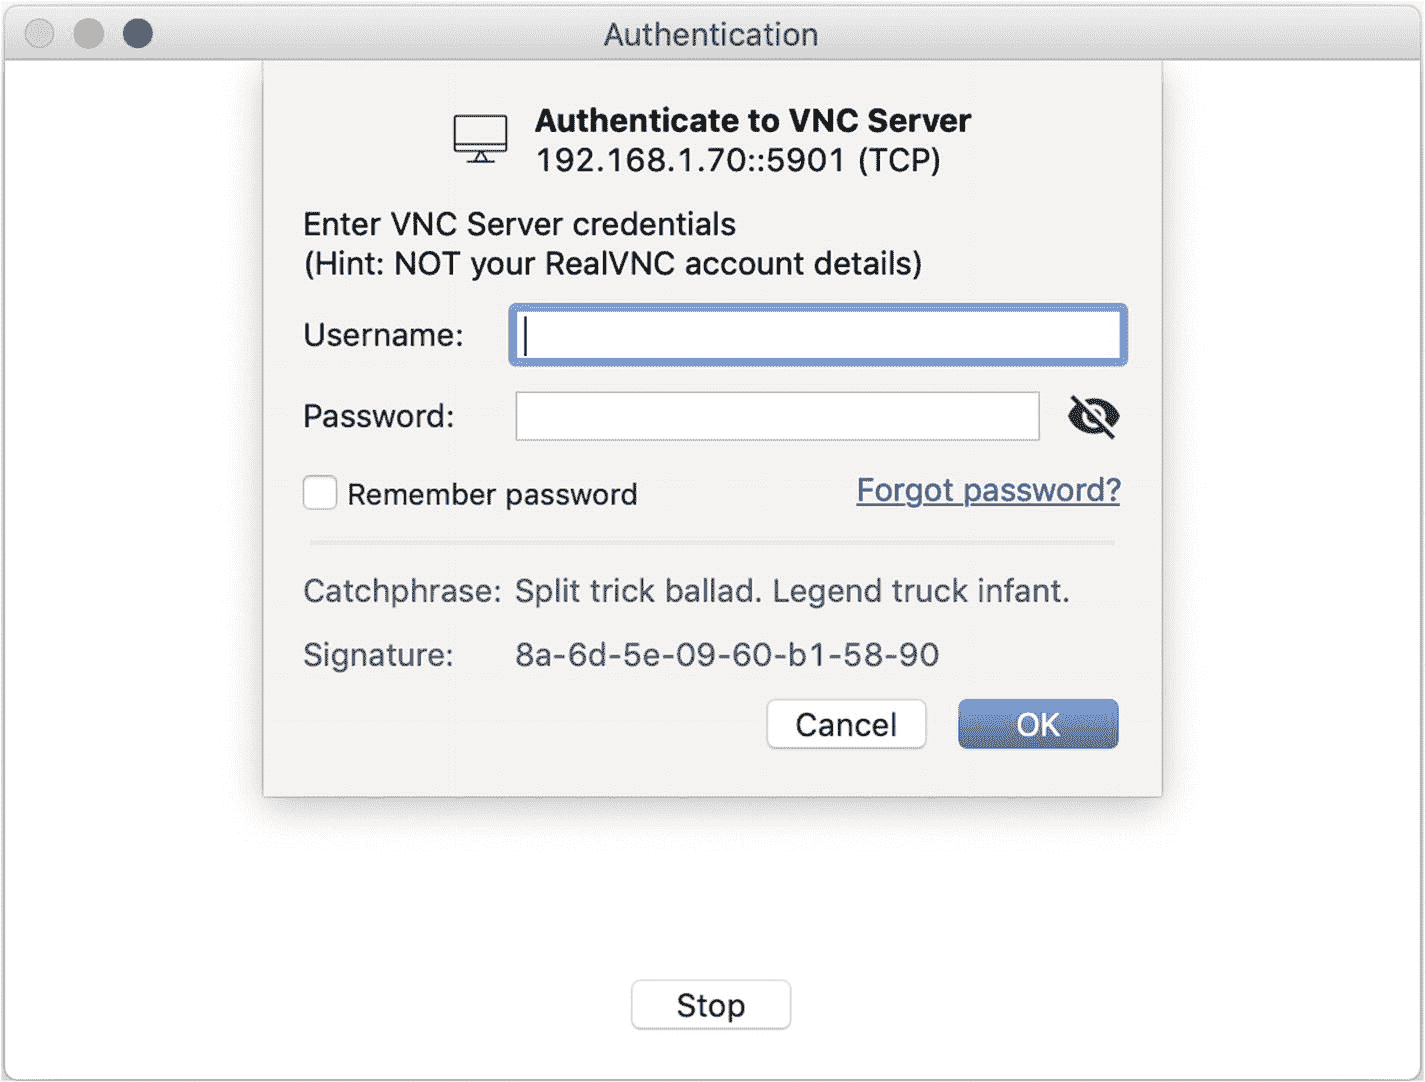 Authentication
Authenticate to VNC Server
192.168.1.70::5901 (TCP)
Enter VNC Server credentials
(Hint: NOT your RealVNC account details)
Username:
Password:
Remember password
Forgot password?
Catchphrase: Split trick ballad. Legend truck infant.
Signature: 8a-6d-5e-09-60-b1-58-90
Cancel
OK
Stop